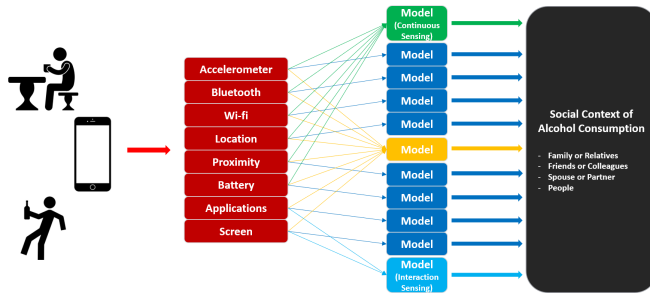 Accelerometer
Bluetooth
Wi-fi
Location
Proximity
Battery
Applications
Screen
Model
(Continuous Sensing)
Model
Model
Model
Model
Model
Model
Model
Model
Model
Model
(Interaction Sensing)
Social Context of
Alcohol Consumption
- Family or Relatives
- Friends or Colleagues
- Spouse or Partner
- People